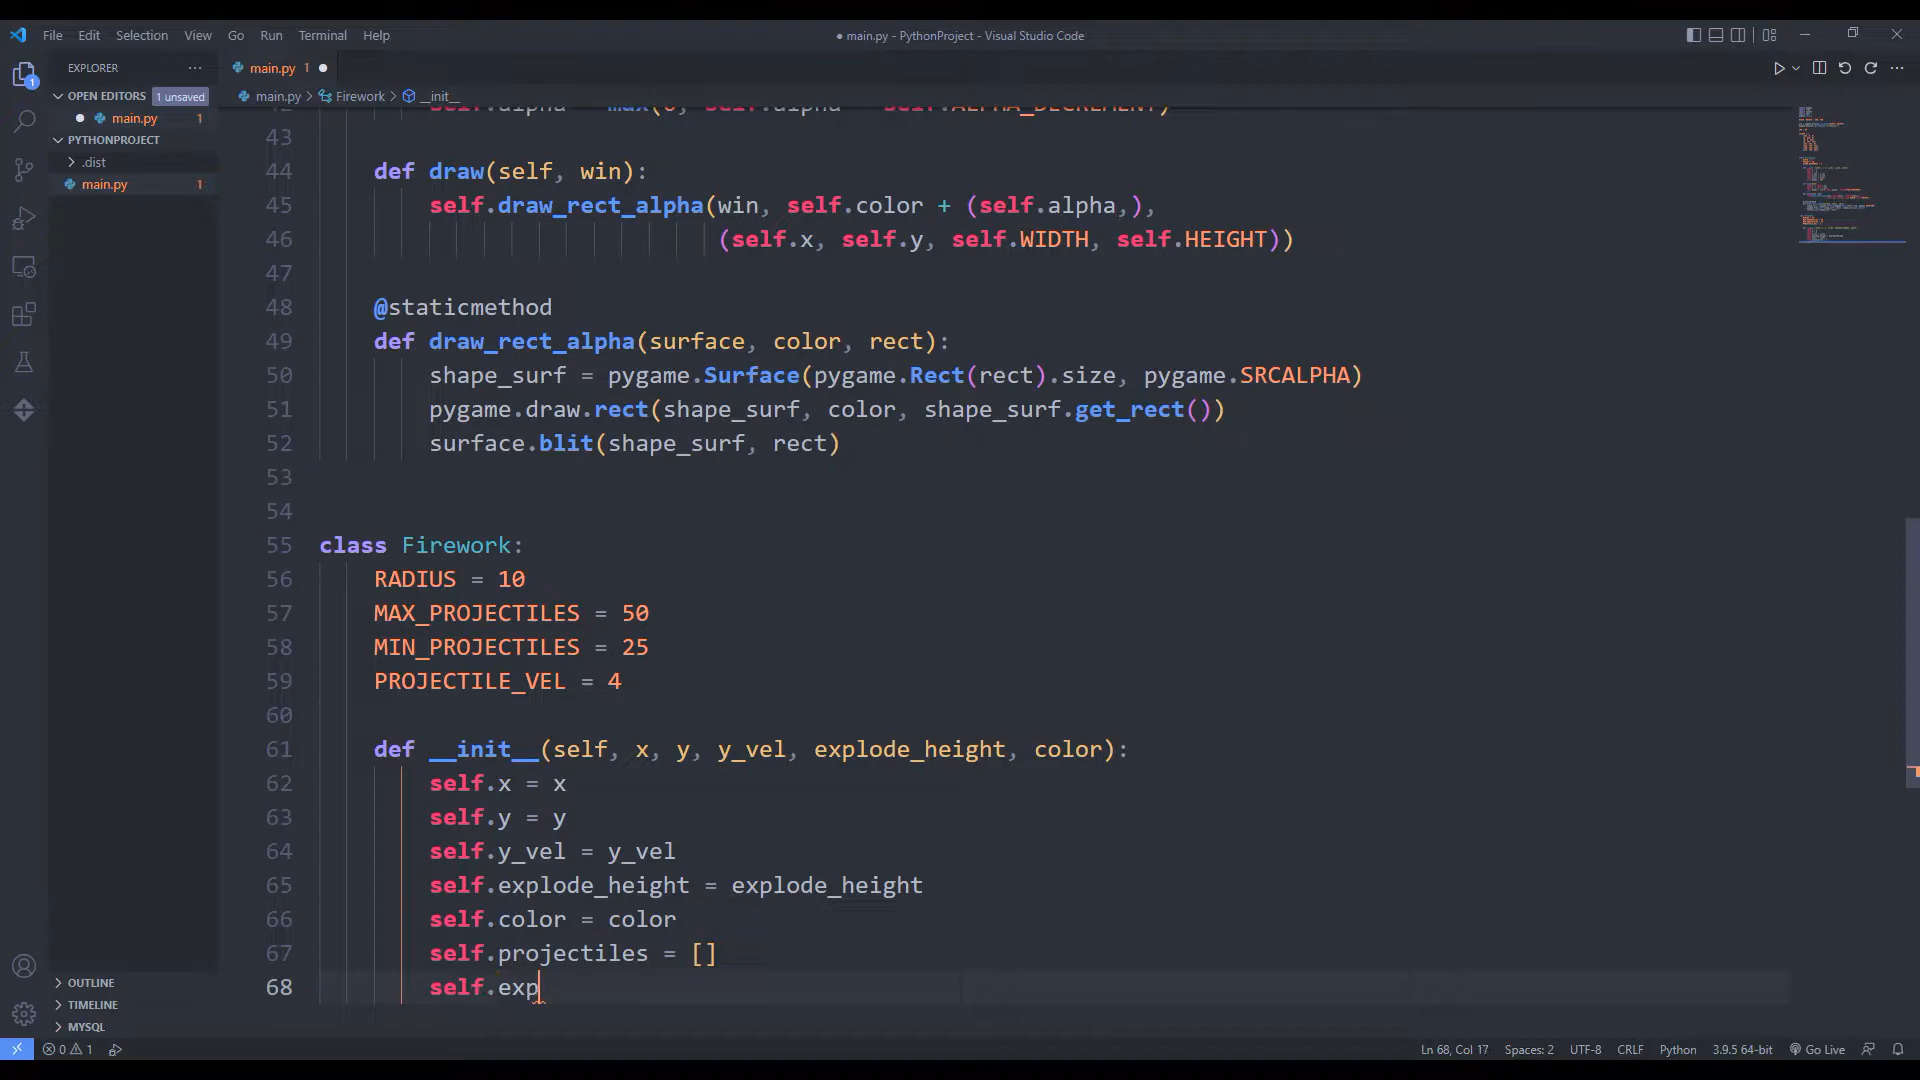 File Edit Selection View Go Run Terminal Help
● main.py - PythonProject - Visual Studio Code
EXPLORER ...
main.py 1 ●
OPEN EDITORS 1 unsaved
main.py > Firework > __init__
● main.py 1
PYTHONPROJECT
> .dist
main.py 1
43
44 def draw(self, win):
45 self.draw_rect_alpha(win, self.color + (self.alpha,),
46 (self.x, self.y, self.WIDTH, self.HEIGHT))
47
48 @staticmethod
49 def draw_rect_alpha(surface, color, rect):
50 shape_surf = pygame.Surface(pygame.Rect(rect).size, pygame.SRCALPHA)
51 pygame.draw.rect(shape_surf, color, shape_surf.get_rect())
52 surface.blit(shape_surf, rect)
53
54
55 class Firework:
56 RADIUS = 10
57 MAX_PROJECTILES = 50
58 MIN_PROJECTILES = 25
59 PROJECTILE_VEL = 4
60
61 def __init__(self, x, y, y_vel, explode_height, color):
62 self.x = x
63 self.y = y
64 self.y_vel = y_vel
65 self.explode_height = explode_height
66 self.color = color
67 self.projectiles = []
68 self.exp
> OUTLINE
> TIMELINE
> MYSQL
0 1
Ln 68, Col 17 Spaces: 2 UTF-8 CRLF Python 3.9.5 64-bit Go Live